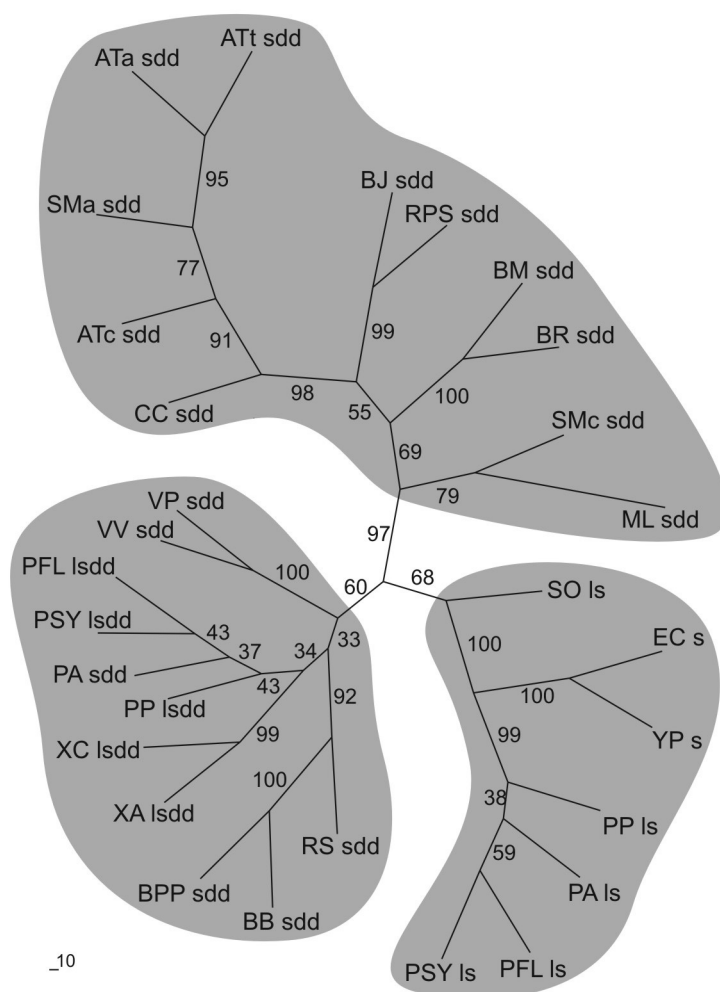 ATt sdd
ATa sdd
95
BJ sdd
SMa sdd
RPS sdd
77
BM sdd
99
ATc sdd
91
BR sdd
98
100
CC sdd
55
SMc sdd
69
79
VP sdd
ML sdd
VV sdd
97
PFL lsdd
100
60
68
SO ls
PSY lsdd
43
33
100
EC s
37
34
PA sdd
43
92
100
PP lsdd
99
YP s
XC lsdd
99
100
38
PP ls
XA lsdd
RS sdd
59
BPP sdd
PA ls
BB sdd
PSY ls
PFL ls
_10